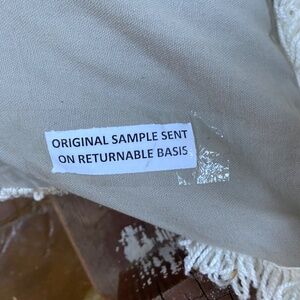 ORIGINAL SAMPLE SENT
ON RETURNABLE BASIS